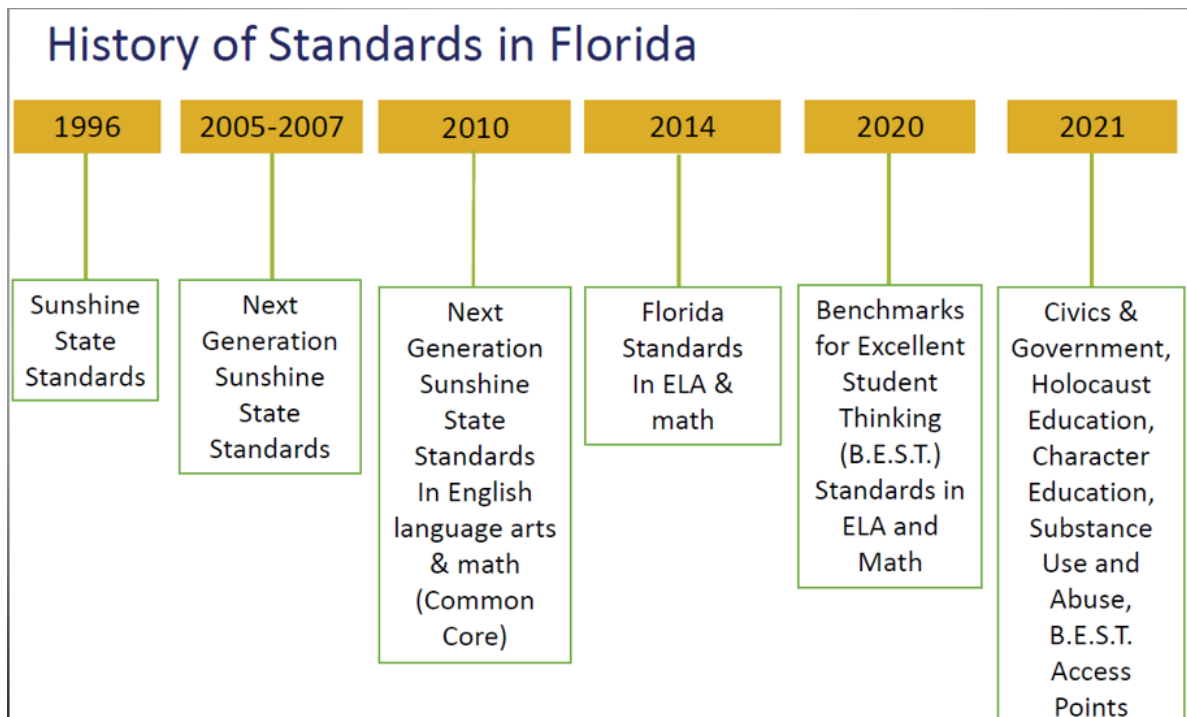 History of Standards in Florida
1996
2005-2007
2010
2014
2020
2021
Sunshine
State
Standards
Next
Generation
Sunshine
State
Standards
Next
Generation
Sunshine
State
Standards
In English
language arts
& math
(Common
Core)
Florida
Standards
In ELA &
math
Benchmarks
for Excellent
Student
Thinking
(B.E.S.T.)
Standards in
ELA and
Math
Civics &
Government,
Holocaust
Education,
Character
Education,
Substance
Use and
Abuse,
B.E.S.T.
Access
Points